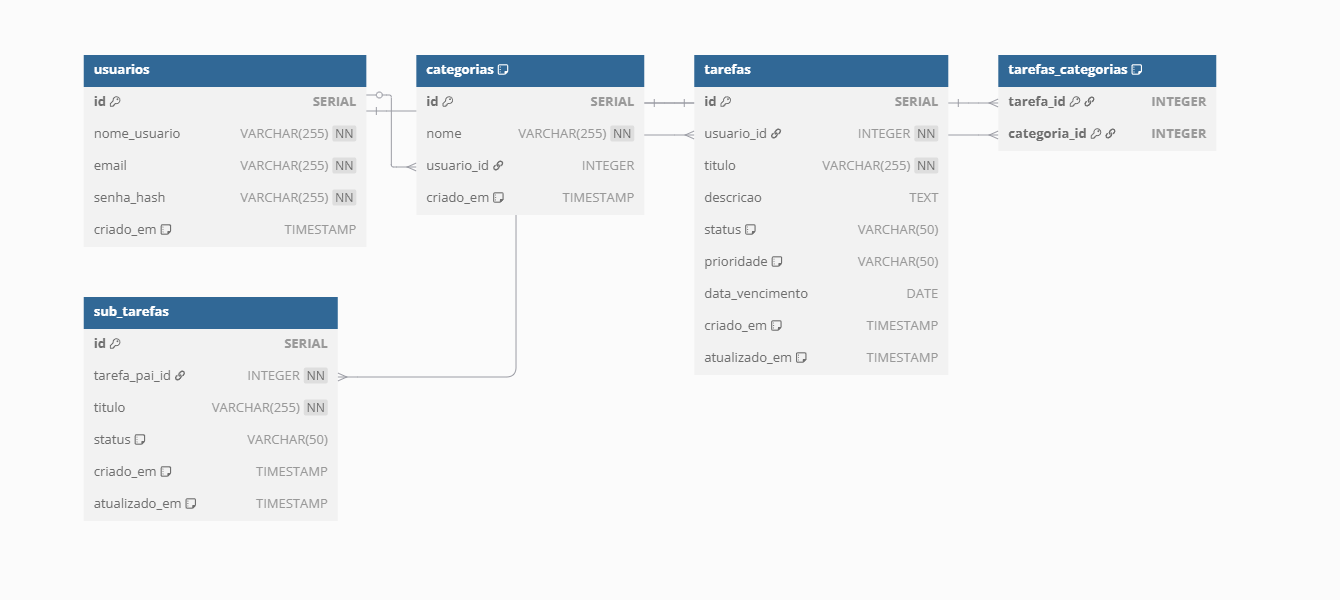 usuarios
id SERIAL
nome_usuario VARCHAR(255) NN
email VARCHAR(255) NN
senha_hash VARCHAR(255) NN
criado_em TIMESTAMP
categorias
id SERIAL
nome VARCHAR(255) NN
usuario_id INTEGER
criado_em TIMESTAMP
tarefas
id SERIAL
usuario_id INTEGER NN
titulo VARCHAR(255) NN
descricao TEXT
status VARCHAR(50)
prioridade VARCHAR(50)
data_vencimento DATE
criado_em TIMESTAMP
atualizado_em TIMESTAMP
tarefas_categorias
tarefa_id INTEGER
categoria_id INTEGER
sub_tarefas
id SERIAL
tarefa_pai_id INTEGER NN
titulo VARCHAR(255) NN
status VARCHAR(50)
criado_em TIMESTAMP
atualizado_em TIMESTAMP